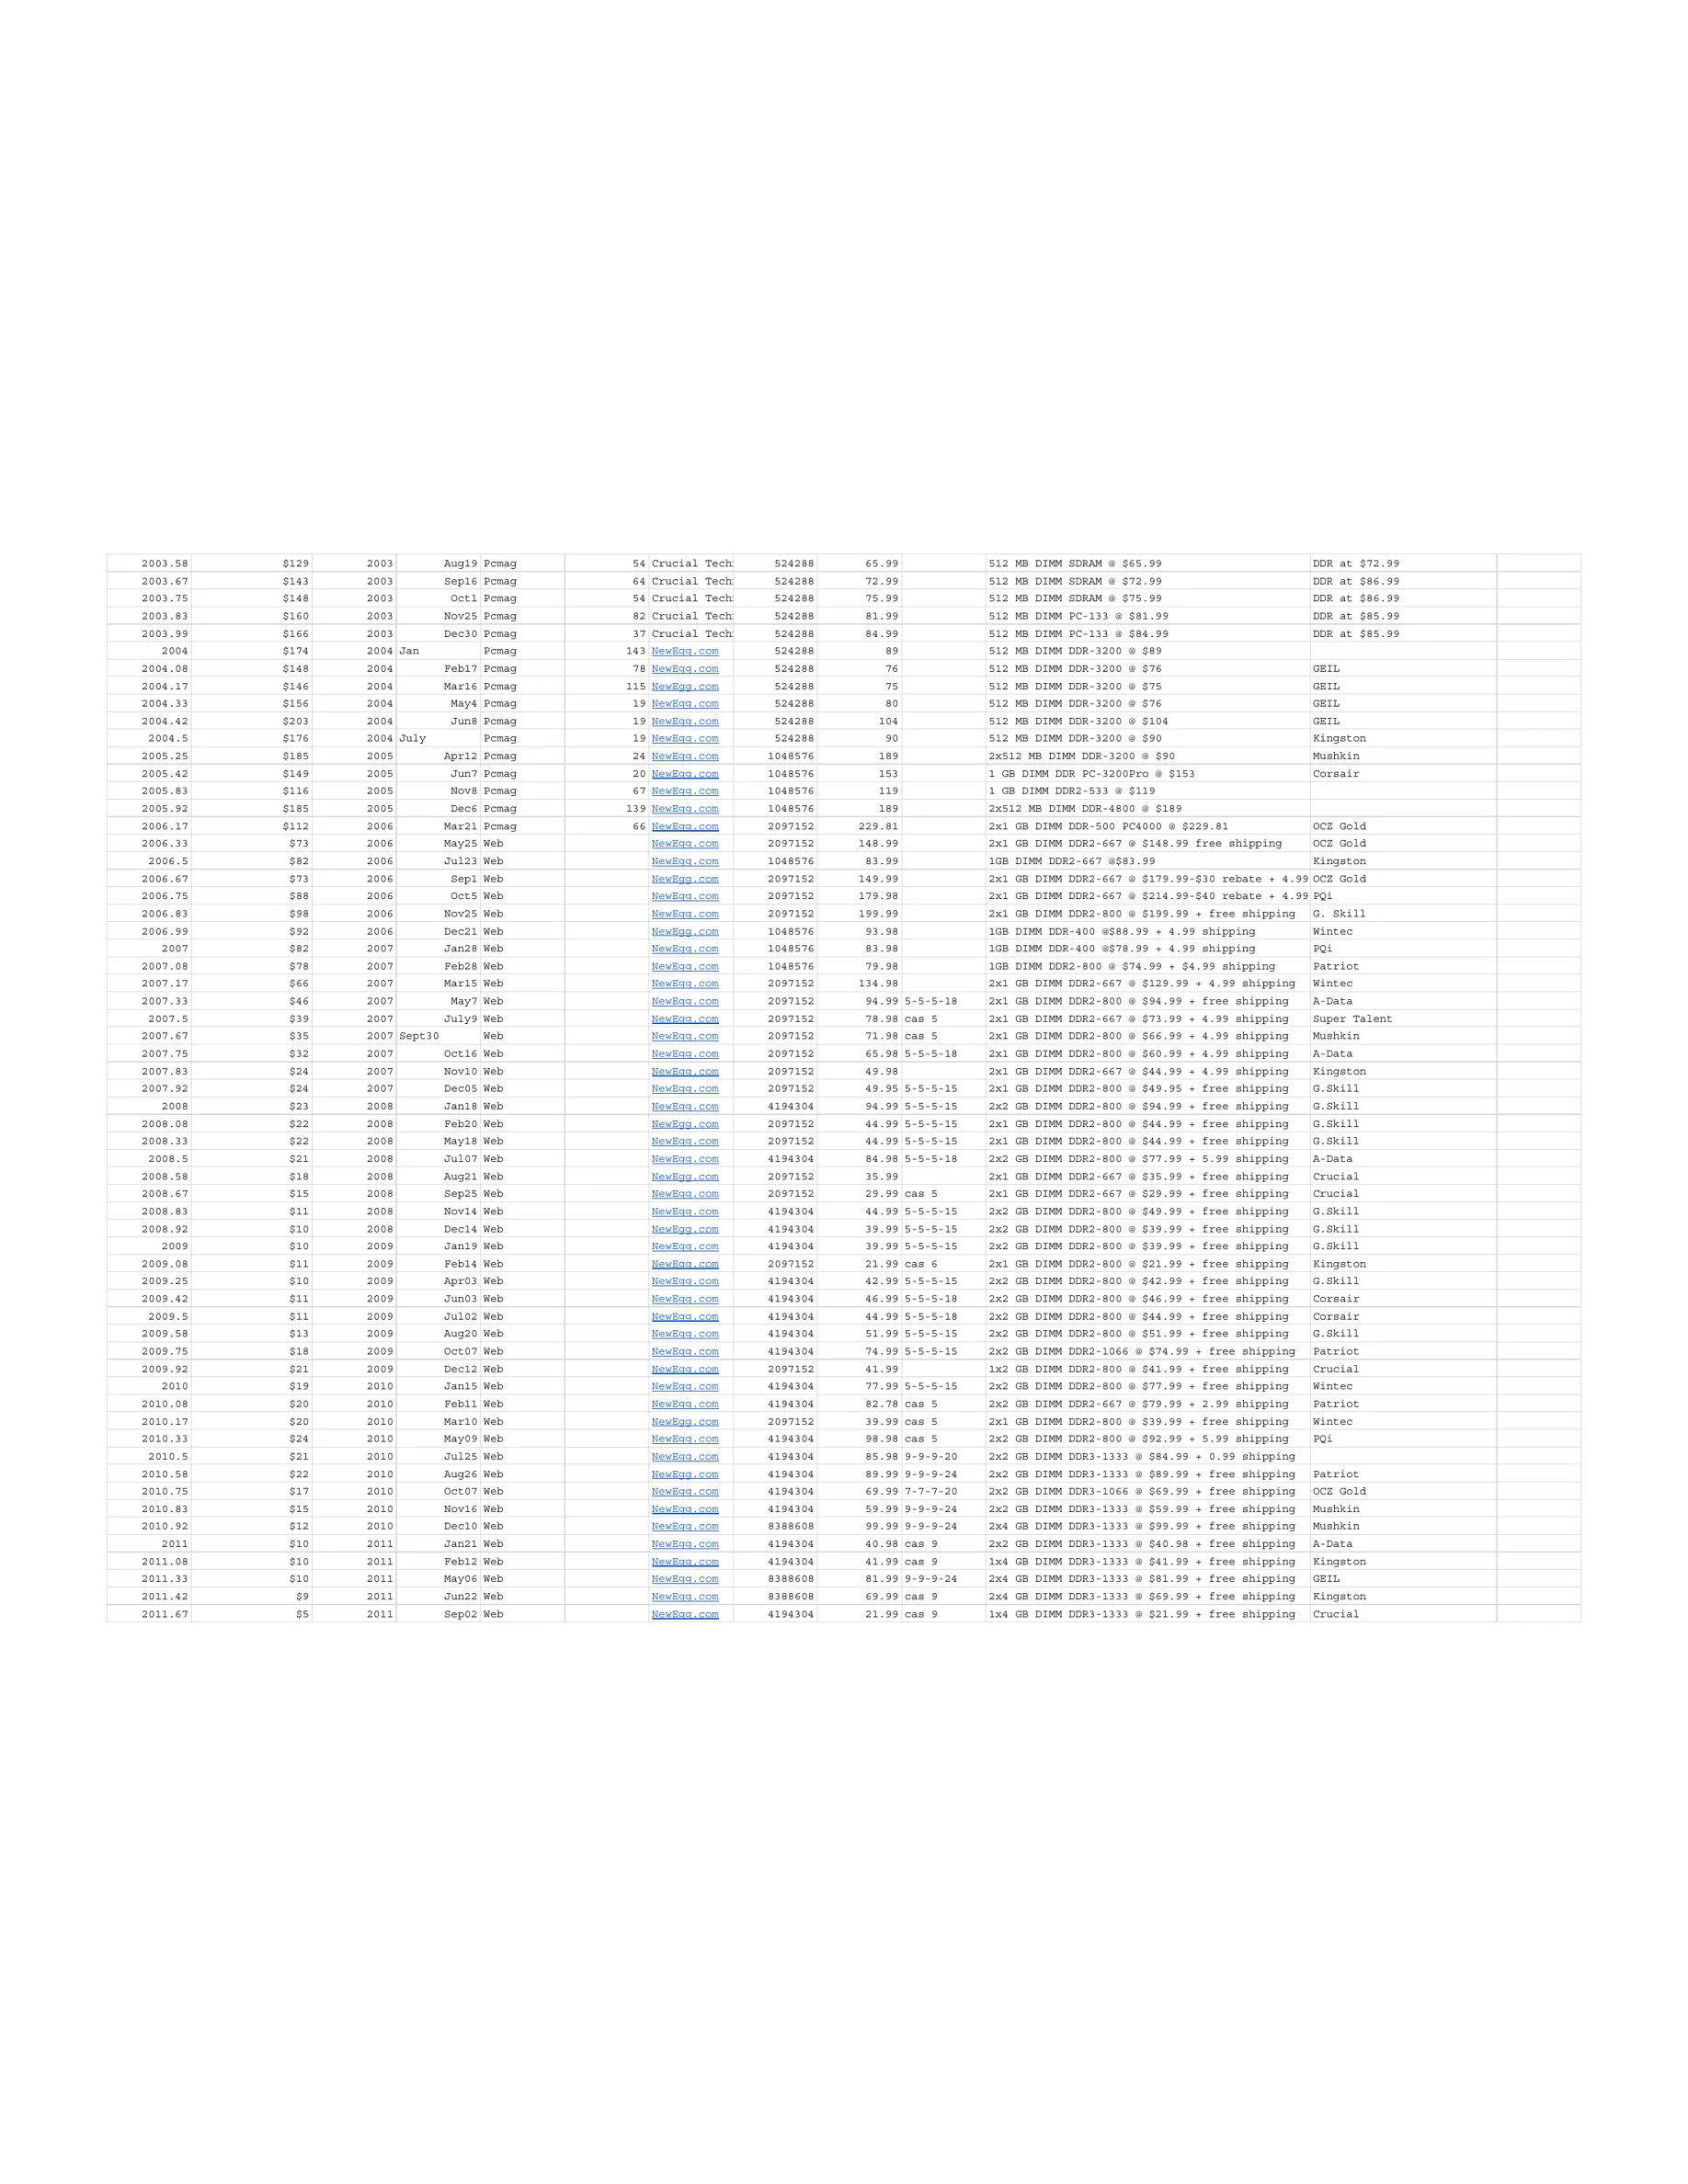 2003.58 $129 2003 Aug19 Pcmag 54 Crucial Tech 524288 65.99 512 MB DIMM SDRAM @ $65.99 DDR at $72.99
2003.67 $143 2003 Sep16 Pcmag 64 Crucial Tech 524288 72.99 512 MB DIMM SDRAM @ $72.99 DDR at $86.99
2003.75 $148 2003 Oct1 Pcmag 54 Crucial Tech 524288 75.99 512 MB DIMM SDRAM @ $75.99 DDR at $86.99
2003.83 $160 2003 Nov25 Pcmag 82 Crucial Tech 524288 81.99 512 MB DIMM PC-133 @ $81.99 DDR at $85.99
2003.99 $166 2003 Dec30 Pcmag 37 Crucial Tech 524288 84.99 512 MB DIMM PC-133 @ $84.99 DDR at $85.99
2004 $174 2004 Jan Pcmag 143 NewEgg.com 524288 89 512 MB DIMM DDR-3200 @ $89
2004.08 $148 2004 Feb17 Pcmag 78 NewEgg.com 524288 76 512 MB DIMM DDR-3200 @ $76 GEIL
2004.17 $146 2004 Mar16 Pcmag 115 NewEgg.com 524288 75 512 MB DIMM DDR-3200 @ $75 GEIL
2004.33 $156 2004 May4 Pcmag 19 NewEgg.com 524288 80 512 MB DIMM DDR-3200 @ $76 GEIL
2004.42 $203 2004 Jun8 Pcmag 19 NewEgg.com 524288 104 512 MB DIMM DDR-3200 @ $104 GEIL
2004.5 $176 2004 July Pcmag 19 NewEgg.com 524288 90 512 MB DIMM DDR-3200 @ $90 Kingston
2005.25 $185 2005 Apr12 Pcmag 24 NewEgg.com 1048576 189 2x512 MB DIMM DDR-3200 @ $90 Mushkin
2005.42 $149 2005 Jun7 Pcmag 20 NewEgg.com 1048576 153 1 GB DIMM DDR PC-3200Pro @ $153 Corsair
2005.83 $116 2005 Nov8 Pcmag 67 NewEgg.com 1048576 119 1 GB DIMM DDR2-533 @ $119
2005.92 $185 2005 Dec6 Pcmag 139 NewEgg.com 1048576 189 2x512 MB DIMM DDR-4800 @ $189
2006.17 $112 2006 Mar21 Pcmag 66 NewEgg.com 2097152 229.81 2x1 GB DIMM DDR-500 PC4000 @ $229.81 OCZ Gold
2006.33 $73 2006 May25 Web NewEgg.com 2097152 148.99 2x1 GB DIMM DDR2-667 @ $148.99 free shipping OCZ Gold
2006.5 $82 2006 Jul23 Web NewEgg.com 1048576 83.99 1GB DIMM DDR2-667 @$83.99 Kingston
2006.67 $73 2006 Sep1 Web NewEgg.com 2097152 149.99 2x1 GB DIMM DDR2-667 @ $179.99-$30 rebate + 4.99 OCZ Gold
2006.75 $88 2006 Oct5 Web NewEgg.com 2097152 179.98 2x1 GB DIMM DDR2-667 @ $214.99-$40 rebate + 4.99 PQi
2006.83 $98 2006 Nov25 Web NewEgg.com 2097152 199.99 2x1 GB DIMM DDR2-800 @ $199.99 + free shipping G. Skill
2006.99 $92 2006 Dec21 Web NewEgg.com 1048576 93.98 1GB DIMM DDR-400 @$88.99 + 4.99 shipping Wintec
2007 $82 2007 Jan28 Web NewEgg.com 1048576 83.98 1GB DIMM DDR-400 @$78.99 + 4.99 shipping PQi
2007.08 $78 2007 Feb28 Web NewEgg.com 1048576 79.98 1GB DIMM DDR2-800 @ $74.99 + $4.99 shipping Patriot
2007.17 $66 2007 Mar15 Web NewEgg.com 2097152 134.98 2x1 GB DIMM DDR2-667 @ $129.99 + 4.99 shipping Wintec
2007.33 $46 2007 May7 Web NewEgg.com 2097152 94.99 5-5-5-18 2x1 GB DIMM DDR2-800 @ $94.99 + free shipping A-Data
2007.5 $39 2007 July9 Web NewEgg.com 2097152 78.98 cas 5 2x1 GB DIMM DDR2-667 @ $73.99 + 4.99 shipping Super Talent
2007.67 $35 2007 Sept30 Web NewEgg.com 2097152 71.98 cas 5 2x1 GB DIMM DDR2-800 @ $66.99 + 4.99 shipping Mushkin
2007.75 $32 2007 Oct16 Web NewEgg.com 2097152 65.98 5-5-5-18 2x1 GB DIMM DDR2-800 @ $60.99 + 4.99 shipping A-Data
2007.83 $24 2007 Nov10 Web NewEgg.com 2097152 49.98 2x1 GB DIMM DDR2-667 @ $44.99 + 4.99 shipping Kingston
2007.92 $24 2007 Dec05 Web NewEgg.com 2097152 49.95 5-5-5-15 2x1 GB DIMM DDR2-800 @ $49.95 + free shipping G.Skill
2008 $23 2008 Jan18 Web NewEgg.com 4194304 94.99 5-5-5-15 2x2 GB DIMM DDR2-800 @ $94.99 + free shipping G.Skill
2008.08 $22 2008 Feb20 Web NewEgg.com 2097152 44.99 5-5-5-15 2x1 GB DIMM DDR2-800 @ $44.99 + free shipping G.Skill
2008.33 $22 2008 May18 Web NewEgg.com 2097152 44.99 5-5-5-15 2x1 GB DIMM DDR2-800 @ $44.99 + free shipping G.Skill
2008.5 $21 2008 Jul07 Web NewEgg.com 4194304 84.98 5-5-5-18 2x2 GB DIMM DDR2-800 @ $77.99 + 5.99 shipping A-Data
2008.58 $18 2008 Aug21 Web NewEgg.com 2097152 35.99 2x1 GB DIMM DDR2-667 @ $35.99 + free shipping Crucial
2008.67 $15 2008 Sep25 Web NewEgg.com 2097152 29.99 cas 5 2x1 GB DIMM DDR2-667 @ $29.99 + free shipping Crucial
2008.83 $11 2008 Nov14 Web NewEgg.com 4194304 44.99 5-5-5-15 2x2 GB DIMM DDR2-800 @ $49.99 + free shipping G.Skill
2008.92 $10 2008 Dec14 Web NewEgg.com 4194304 39.99 5-5-5-15 2x2 GB DIMM DDR2-800 @ $39.99 + free shipping G.Skill
2009 $10 2009 Jan19 Web NewEgg.com 4194304 39.99 5-5-5-15 2x2 GB DIMM DDR2-800 @ $39.99 + free shipping G.Skill
2009.08 $11 2009 Feb14 Web NewEgg.com 2097152 21.99 cas 6 2x1 GB DIMM DDR2-800 @ $21.99 + free shipping Kingston
2009.25 $10 2009 Apr03 Web NewEgg.com 4194304 42.99 5-5-5-15 2x2 GB DIMM DDR2-800 @ $42.99 + free shipping G.Skill
2009.42 $11 2009 Jun03 Web NewEgg.com 4194304 46.99 5-5-5-18 2x2 GB DIMM DDR2-800 @ $46.99 + free shipping Corsair
2009.5 $11 2009 Jul02 Web NewEgg.com 4194304 44.99 5-5-5-18 2x2 GB DIMM DDR2-800 @ $44.99 + free shipping Corsair
2009.58 $13 2009 Aug20 Web NewEgg.com 4194304 51.99 5-5-5-15 2x2 GB DIMM DDR2-800 @ $51.99 + free shipping G.Skill
2009.75 $18 2009 Oct07 Web NewEgg.com 4194304 74.99 5-5-5-15 2x2 GB DIMM DDR2-1066 @ $74.99 + free shipping Patriot
2009.92 $21 2009 Dec12 Web NewEgg.com 2097152 41.99 1x2 GB DIMM DDR2-800 @ $41.99 + free shipping Crucial
2010 $19 2010 Jan15 Web NewEgg.com 4194304 77.99 5-5-5-15 2x2 GB DIMM DDR2-800 @ $77.99 + free shipping Wintec
2010.08 $20 2010 Feb11 Web NewEgg.com 4194304 82.78 cas 5 2x2 GB DIMM DDR2-667 @ $79.99 + 2.99 shipping Patriot
2010.17 $20 2010 Mar10 Web NewEgg.com 2097152 39.99 cas 5 2x1 GB DIMM DDR2-800 @ $39.99 + free shipping Wintec
2010.33 $24 2010 May09 Web NewEgg.com 4194304 98.98 cas 5 2x2 GB DIMM DDR2-800 @ $92.99 + 5.99 shipping PQi
2010.5 $21 2010 Jul25 Web NewEgg.com 4194304 85.98 9-9-9-20 2x2 GB DIMM DDR3-1333 @ $84.99 + 0.99 shipping
2010.58 $22 2010 Aug26 Web NewEgg.com 4194304 89.99 9-9-9-24 2x2 GB DIMM DDR3-1333 @ $89.99 + free shipping Patriot
2010.75 $17 2010 Oct07 Web NewEgg.com 4194304 69.99 7-7-7-20 2x2 GB DIMM DDR3-1066 @ $69.99 + free shipping OCZ Gold
2010.83 $15 2010 Nov16 Web NewEgg.com 4194304 59.99 9-9-9-24 2x2 GB DIMM DDR3-1333 @ $59.99 + free shipping Mushkin
2010.92 $12 2010 Dec10 Web NewEgg.com 8388608 99.99 9-9-9-24 2x4 GB DIMM DDR3-1333 @ $99.99 + free shipping Mushkin
2011 $10 2011 Jan21 Web NewEgg.com 4194304 40.98 cas 9 2x2 GB DIMM DDR3-1333 @ $40.98 + free shipping A-Data
2011.08 $10 2011 Feb12 Web NewEgg.com 4194304 41.99 cas 9 1x4 GB DIMM DDR3-1333 @ $41.99 + free shipping Kingston
2011.33 $10 2011 May06 Web NewEgg.com 8388608 81.99 9-9-9-24 2x4 GB DIMM DDR3-1333 @ $81.99 + free shipping GEIL
2011.42 $9 2011 Jun22 Web NewEgg.com 8388608 69.99 cas 9 2x4 GB DIMM DDR3-1333 @ $69.99 + free shipping Kingston
2011.67 $5 2011 Sep02 Web NewEgg.com 4194304 21.99 cas 9 1x4 GB DIMM DDR3-1333 @ $21.99 + free shipping Crucial